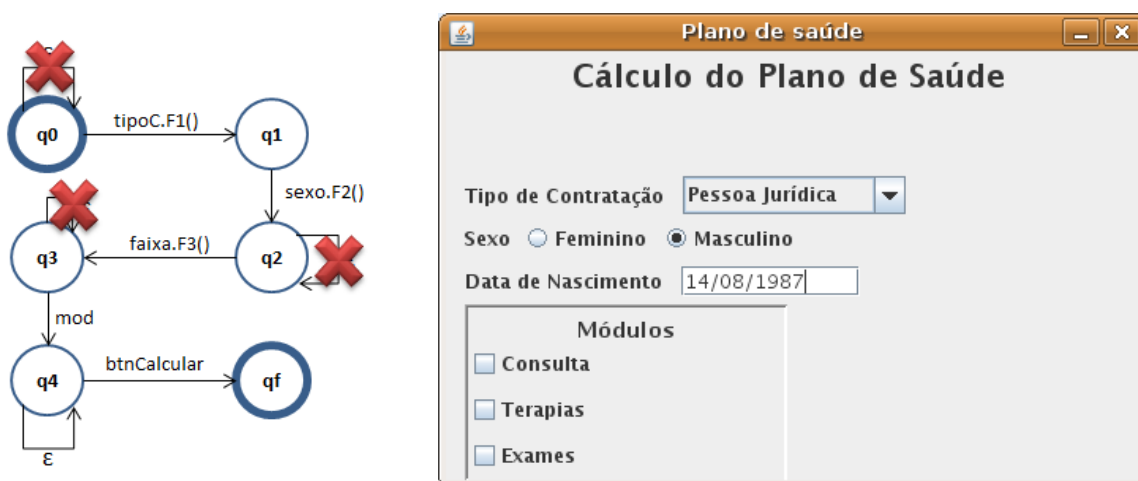 q0
tipoC.F1()
q1
sexo.F2()
q3
faixa.F3()
q2
mod
q4
btnCalcular
qf
ε
Plano de saúde
Cálculo do Plano de Saúde
Tipo de Contratação Pessoa Jurídica
Sexo Feminino Masculino
Data de Nascimento 14/08/1987
Módulos
Consulta
Terapias
Exames